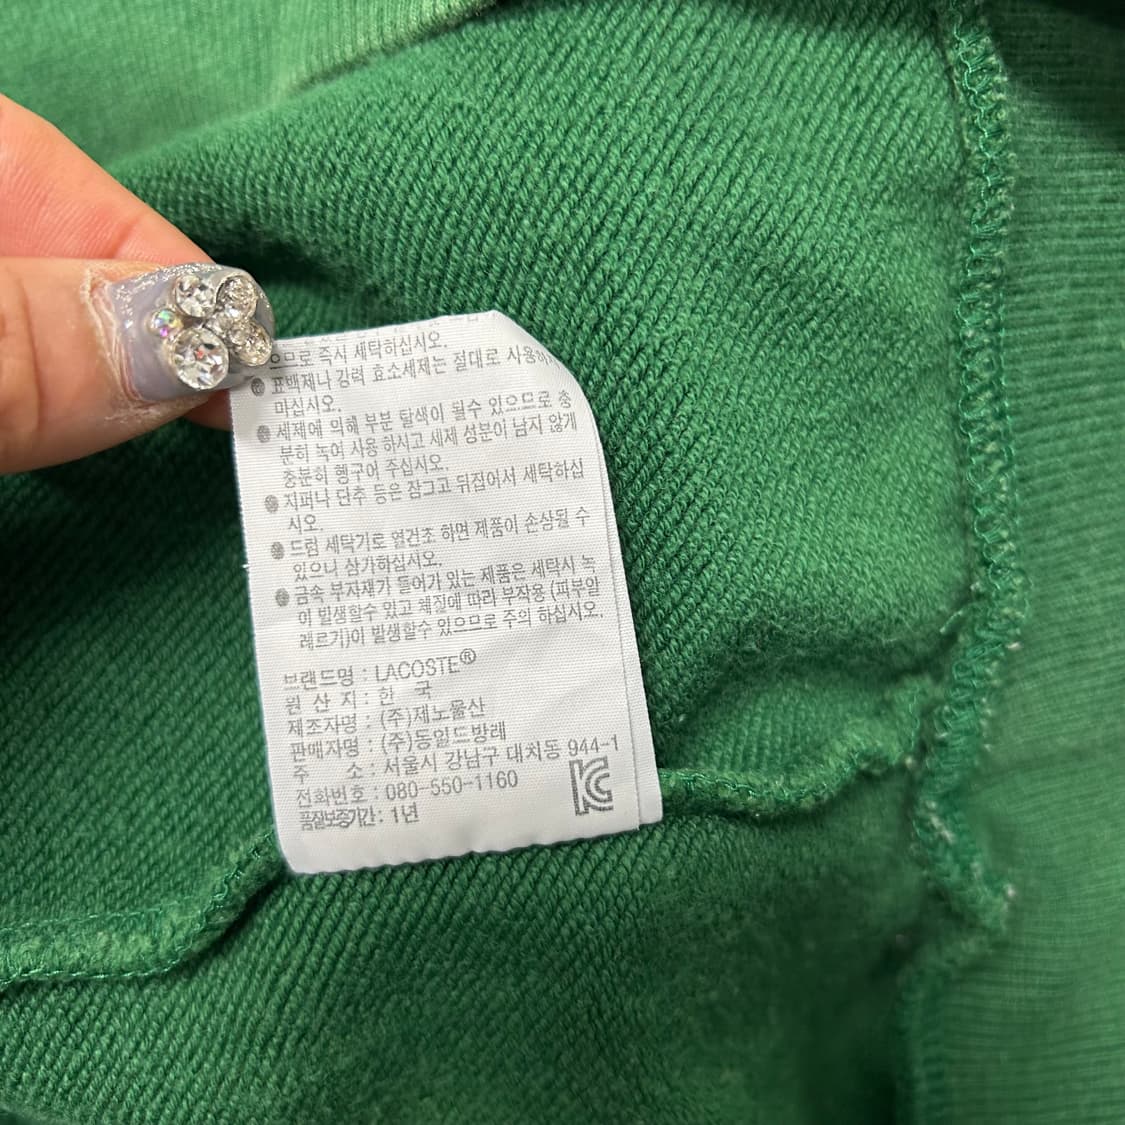 으므로 즉시 세탁하십시오.
표백제나 강력 효소세제는 절대로 사용하지
마십시오.
세제에 의해 부분 탈색이 될수 있으므로 충
분히 녹여 사용 하시고 세제 성분이 남지 않게
충분히 헹구어 주십시오.
지퍼나 단추 등은 잠그고 뒤집어서 세탁하십
시오.
드럼 세탁기로 열건조 하면 제품이 손상될 수
있으니 삼가하십시오.
금속 부자재가 들어가 있는 제품은 세탁시 녹
이 발생할수 있고 체질에 따라 부작용 (피부알
레르기)이 발생할수 있으므로 주의 하십시오.
브랜드명 : LACOSTE®
원 산 지 : 한 국
제조자명 : (주)제노물산
판매자명 : (주)동일드방레
주 소 : 서울시 강남구 대치동 944-1
전화번호 : 080-550-1160
품질보증기간 : 1년